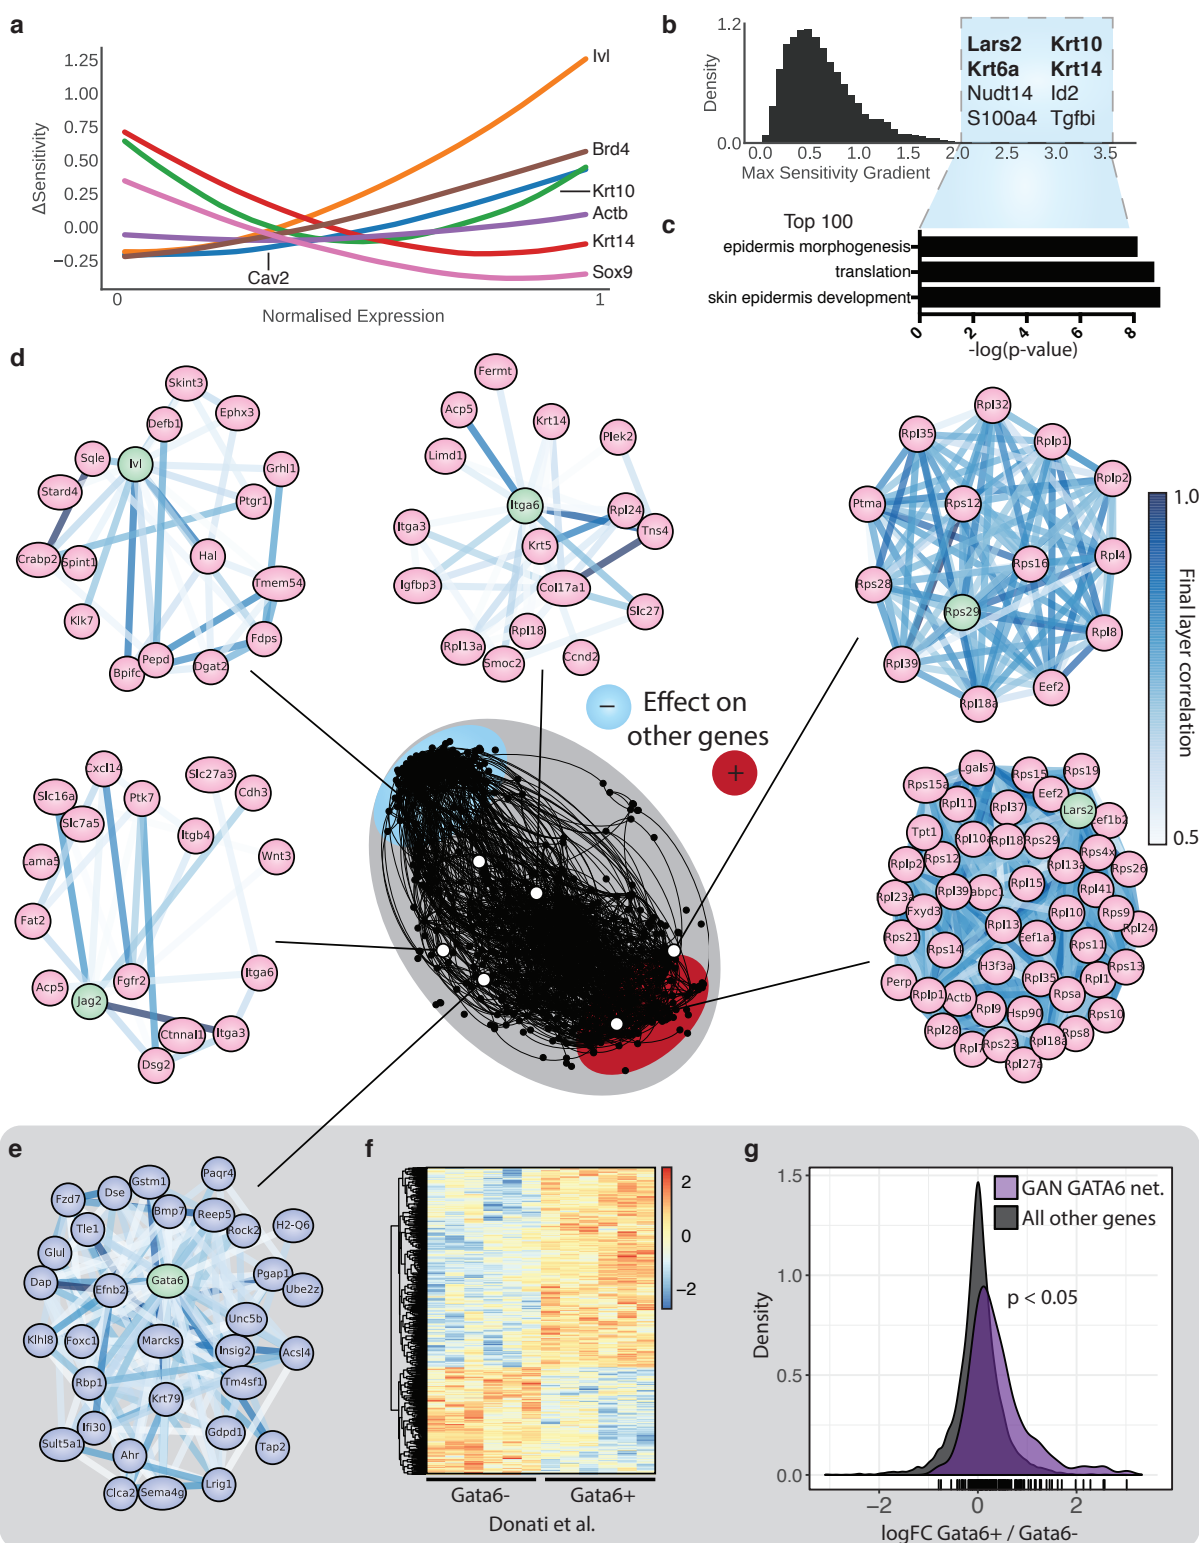 a
ΔSensitivity
1.25
1.00
0.75
0.50
0.25
0.00
−0.25
0
1
Normalised Expression
Ivl
Brd4
Krt10
Actb
Krt14
Sox9
Cav2
b
Density
1.2
0.0
0.0
0.5
1.0
1.5
2.0
2.5
3.0
3.5
Max Sensitivity Gradient
Lars2 Krt10
Krt6a Krt14
Nudt14 Id2
S100a4 Tgfbi
c
Top 100
epidermis morphogenesis
translation
skin epidermis development
0
2
4
6
8
-log(p-value)
d
Skint3
Ephx3
Defb1
Sqle
Ivl
Grhl1
Stard4
Ptgr1
Crabp2
Spint1
Hal
Tmem54
Klk7
Fdps
Pepd
Bpifc
Dgat2
Fermt
Acp5
Krt14
Plek2
Limd1
Itga6
Rpl24
Itga3
Tns4
Krt5
Igfbp3
Col17a1
Slc27
Rpl18
Rpl13a
Smoc2
Ccnd2
Rpl32
Rpl35
Rplp1
Rplp2
Ptma
Rps12
Rps16
Rpl4
Rps28
Rps29
Rpl8
Rpl39
Eef2
Rpl18a
1.0
0.5
Final layer correlation
−
Effect on
other genes
+
Cxcl14
Slc27a3
Slc16a
Ptk7
Cdh3
Slc7a5
Itgb4
Lama5
Wnt3
Fat2
Acp5
Fgfr2
Itga6
Jag2
Ctnnal1
Itga3
Dsg2
Lgals7
Rps15
Rps19
Rps15a
Eef2
Rpl11
Rpl37
Lars2
Eef1b2
Tpt1
Rpl10a
Rpl18
Rps29
Rps4x
Rplp2
Rps12
Rpl13a
Rps26
Rpl23a
Rpl39
abpc1
Rpl15
Rpl41
Fxyd3
Rpl10
Rps9
Rpl24
Rps21
Rps14
Rpl13
Eef1a1
Rps11
Perp
H3f3a
Rpl35
Rpl1
Rps13
Rplp1
Actb
Rpl9
Rpsa
Hsp90
Rps10
Rpl28
Rpl7
Rps23
Rpl18a
Rps8
Rpl27a
e
Paqr4
Gstm1
Dse
Fzd7
Bmp7
Reep5
Rock2
H2-Q6
Tle1
Glul
Gata6
Pgap1
Dap
Efnb2
Ube2z
Unc5b
Klhl8
Foxc1
Marcks
Insig2
Acsl4
Rbp1
Krt79
Tm4sf1
Ifi30
Gdpd1
Sult5a1
Ahr
Tap2
Clca2
Sema4g
Lrig1
f
2
0
−2
Gata6-
Gata6+
Donati et al.
g
GAN GATA6 net.
All other genes
p < 0.05
Density
1.5
1.0
0.5
0.0
−2
0
2
logFC Gata6+ / Gata6-